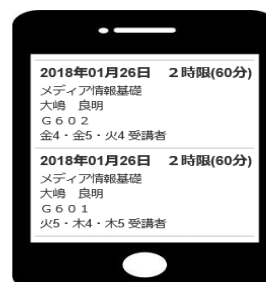 2018年01月26日　２時限(60分)
メディア情報基礎
大嶋　良明
Ｇ６０２
金4・金5・火4 受講者
2018年01月26日　２時限(60分)
メディア情報基礎
大嶋　良明
Ｇ６０１
火5・木4・木5 受講者